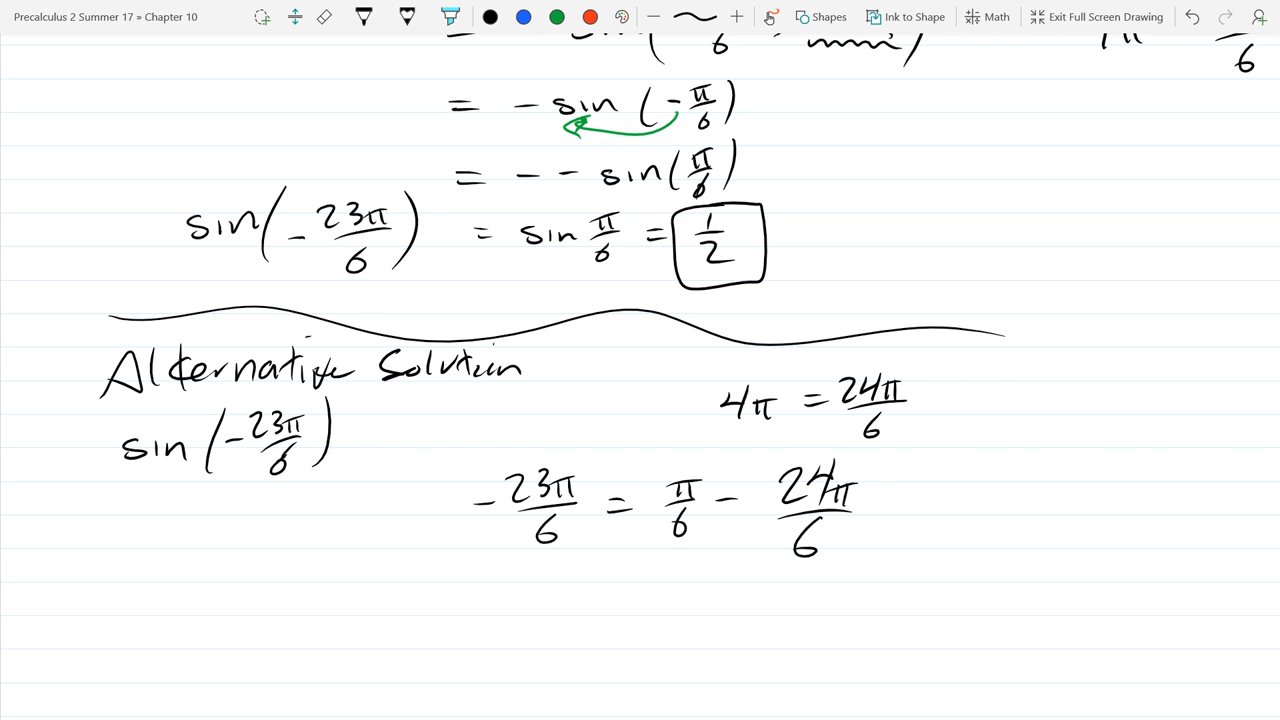 Precalculus 2 Summer 17 » Chapter 10
Shapes Ink to Shape Math Exit Full Screen Drawing
6
6
= - sin (-π/6)
= - - sin(π/6)
sin(-23π/6) = sin π/6 = 1/2
Alternative Solution
4π = 24π/6
sin(-23π/6)
-23π/6 = π/6 - 24π/6